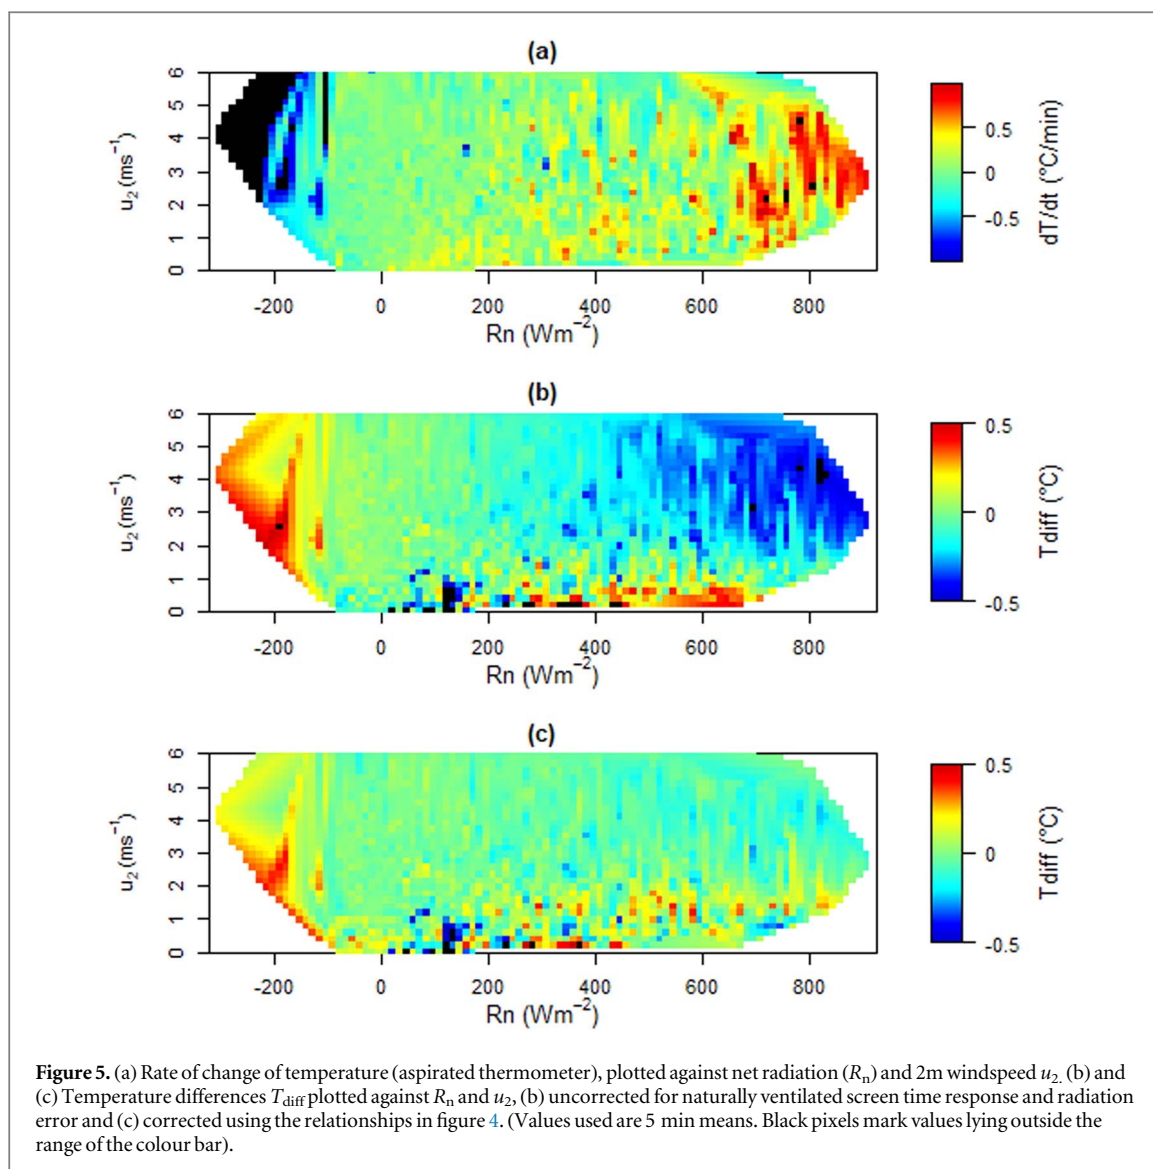 (a)
6
5
4
3
2
1
0
u₂ (ms⁻¹)
-200 0 200 400 600 800
Rn (Wm⁻²)
0.5
0
-0.5
dT/dt (°C/min)
(b)
6
5
4
3
2
1
0
u₂ (ms⁻¹)
-200 0 200 400 600 800
Rn (Wm⁻²)
0.5
0
-0.5
Tdiff (°C)
(c)
6
5
4
3
2
1
0
u₂ (ms⁻¹)
-200 0 200 400 600 800
Rn (Wm⁻²)
0.5
0
-0.5
Tdiff (°C)
Figure 5. (a) Rate of change of temperature (aspirated thermometer), plotted against net radiation (Rₙ) and 2m windspeed u₂. (b) and
(c) Temperature differences T_diff plotted against Rₙ and u₂, (b) uncorrected for naturally ventilated screen time response and radiation
error and (c) corrected using the relationships in figure 4. (Values used are 5 min means. Black pixels mark values lying outside the
range of the colour bar).